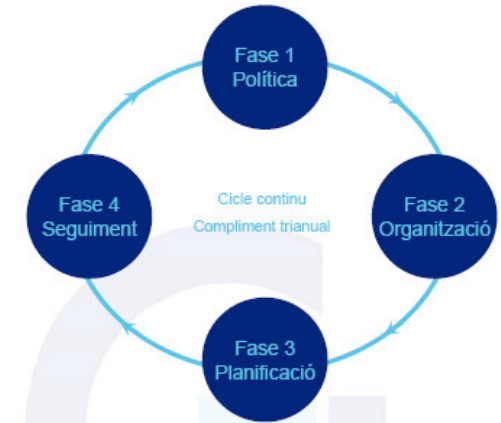 Fase 1
Política
Fase 4
Seguiment
Cicle continu
Compliment trianual
Fase 2
Organització
Fase 3
Planificació